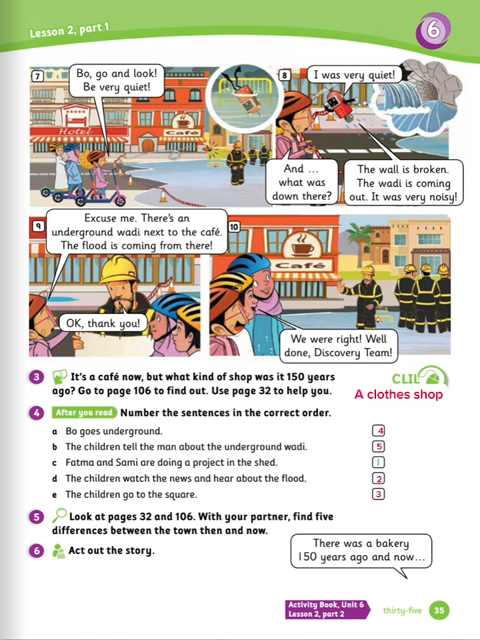 Lesson 2, part 1
6
7
Bo, go and look!
Be very quiet!
Hotel
Café
8
I was very quiet!
And ...
what was
down there?
The wall is broken.
The wadi is coming
out. It was very noisy!
9
Excuse me. There's an
underground wadi next to the café.
The flood is coming from there!
OK, thank you!
10
Café
We were right! Well
done, Discovery Team!
3 It's a café now, but what kind of shop was it 150 years
ago? Go to page 106 to find out. Use page 32 to help you.
CLIL
A clothes shop
4 After you read Number the sentences in the correct order.
a Bo goes underground. 4
b The children tell the man about the underground wadi. 5
c Fatma and Sami are doing a project in the shed. 1
d The children watch the news and hear about the flood. 2
e The children go to the square. 3
5 Look at pages 32 and 106. With your partner, find five
differences between the town then and now.
6 Act out the story.
There was a bakery
150 years ago and now...
Activity Book, Unit 6
Lesson 2, part 2
thirty-five 35